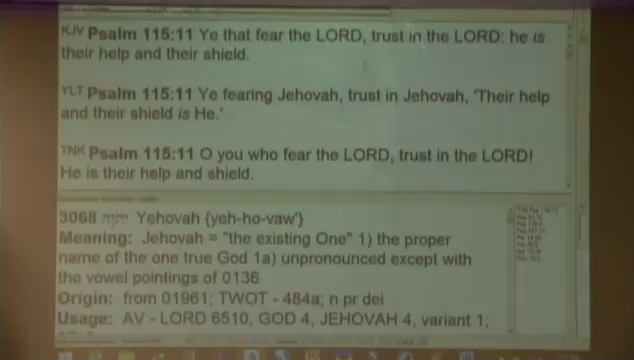 KJV Psalm 115:11 Ye that fear the LORD, trust in the LORD: he is
their help and their shield.
YLT Psalm 115:11 Ye fearing Jehovah, trust in Jehovah, 'Their help
and their shield is He.'
TNK Psalm 115:11 O you who fear the LORD, trust in the LORD!
He is their help and shield.
3068 יהוה Yehovah {yeh-ho-vaw'}
Meaning: Jehovah = "the existing One" 1) the proper
name of the one true God 1a) unpronounced except with
the vowel pointings of 0136
Origin: from 01961; TWOT - 484a; n pr dei
Usage: AV - LORD 6510, GOD 4, JEHOVAH 4, variant 1;